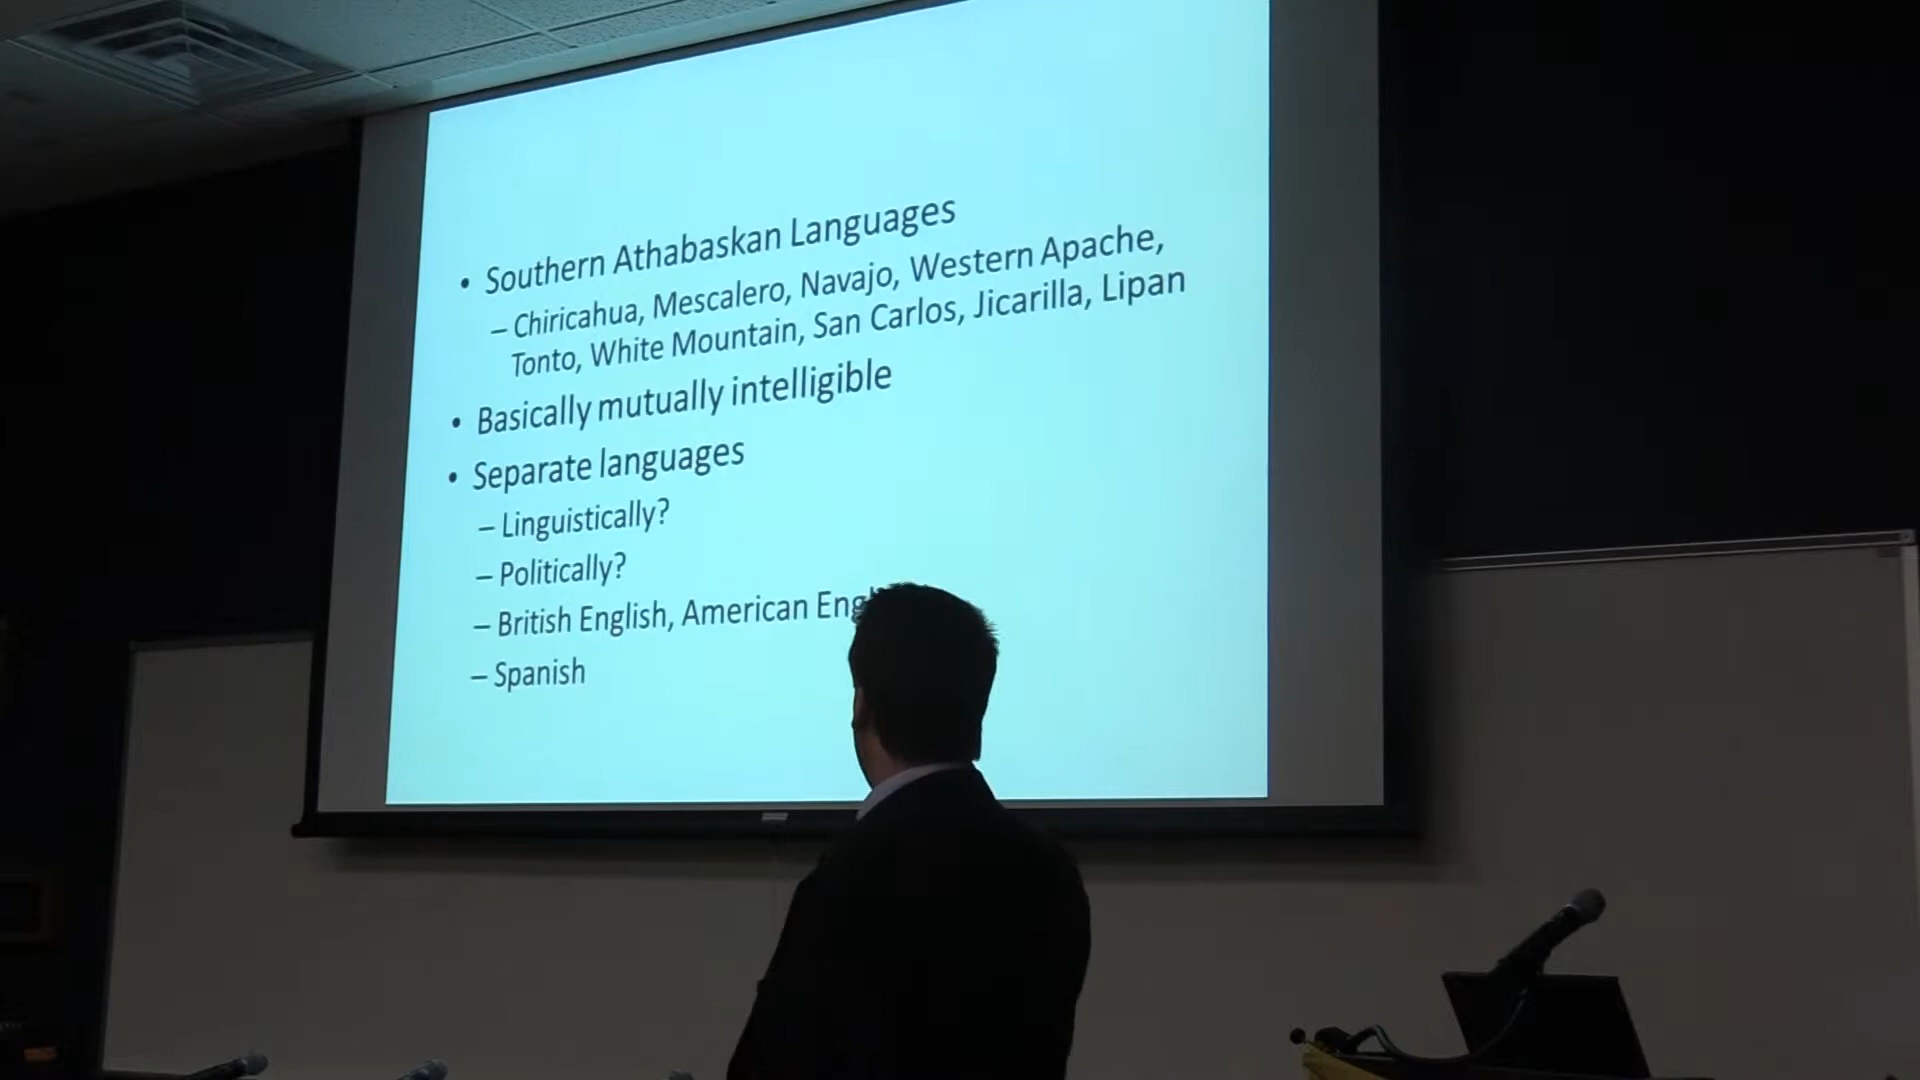 • Southern Athabaskan Languages
– Chiricahua, Mescalero, Navajo, Western Apache,
Tonto, White Mountain, San Carlos, Jicarilla, Lipan
• Basically mutually intelligible
• Separate languages
– Linguistically?
– Politically?
– British English, American
– Spanish